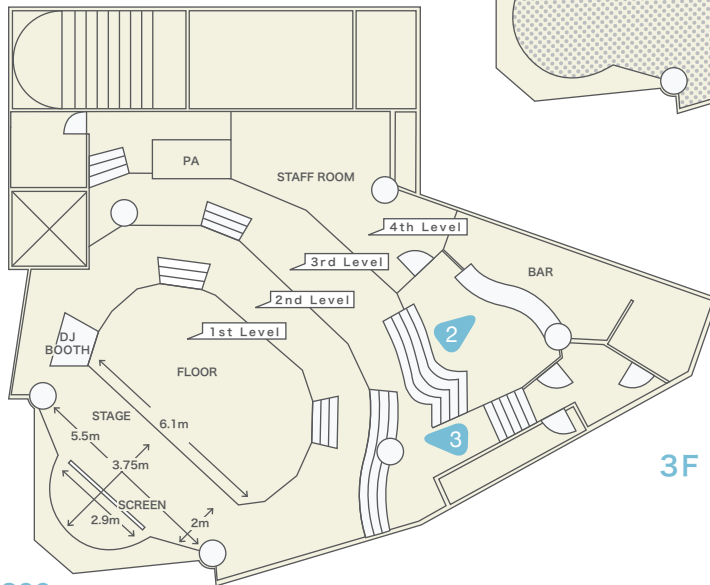 PA
STAFF ROOM
4th Level
3rd Level
BAR
2nd Level
1st Level
2
DJ
BOOTH
FLOOR
STAGE
6.1m
5.5m
3
3.75m
3F
SCREEN
2.9m
2m